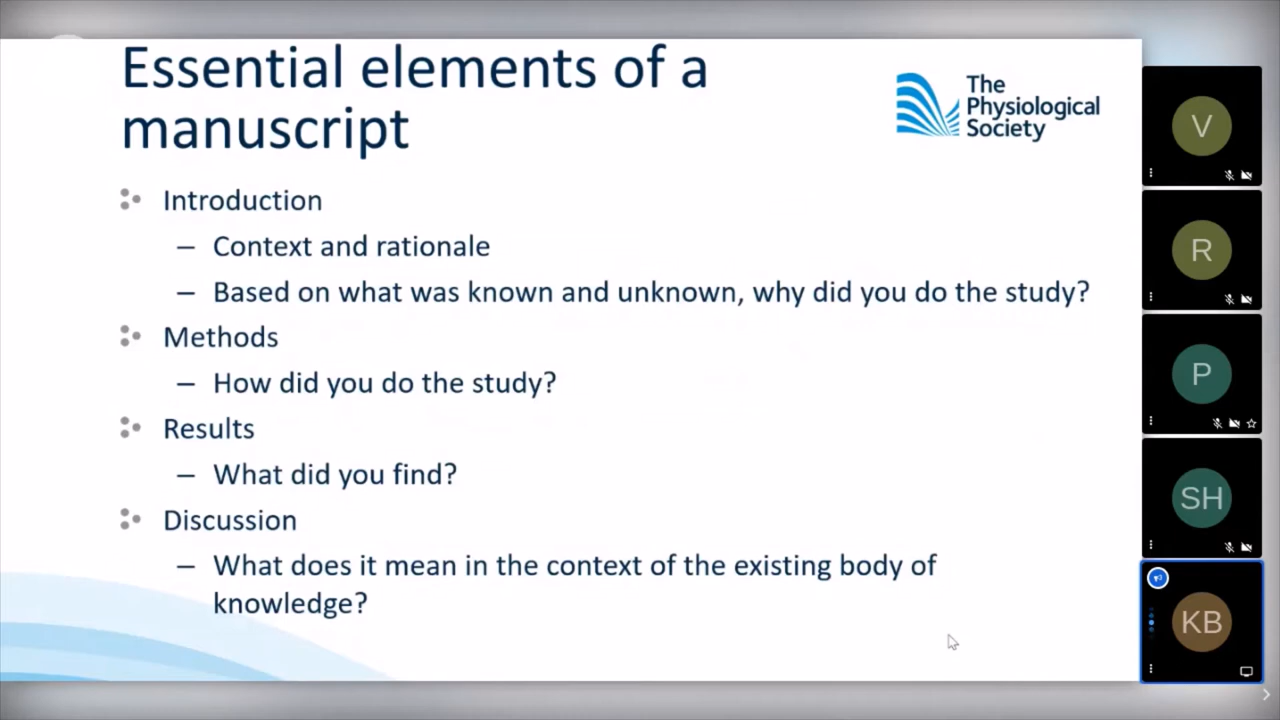 Essential elements of a
manuscript
The
Physiological
Society
Introduction
– Context and rationale
– Based on what was known and unknown, why did you do the study?
Methods
– How did you do the study?
Results
– What did you find?
Discussion
– What does it mean in the context of the existing body of
knowledge?
V
R
P
SH
KB